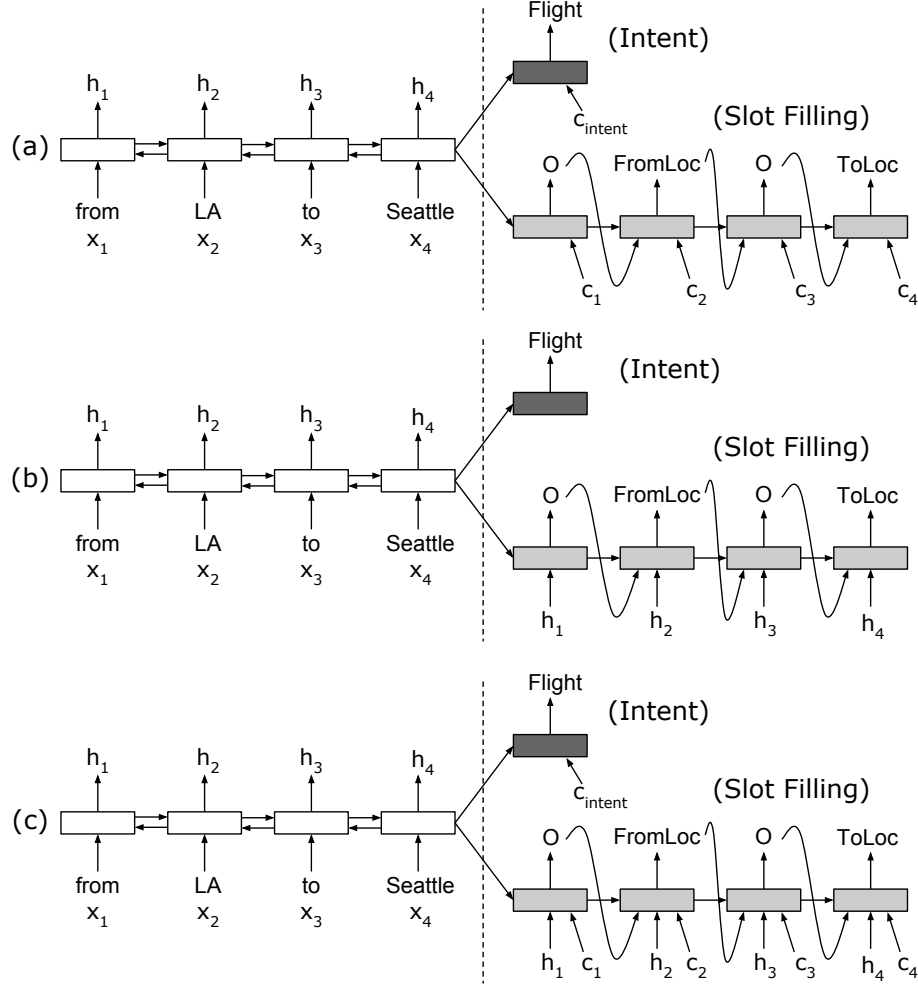 Flight
(Intent)
h1 h2 h3 h4
cintent
(Slot Filling)
(a)
O FromLoc O ToLoc
from LA to Seattle
x1 x2 x3 x4
c1 c2 c3 c4
Flight
(Intent)
h1 h2 h3 h4
(Slot Filling)
(b)
O FromLoc O ToLoc
from LA to Seattle
x1 x2 x3 x4
h1 h2 h3 h4
Flight
(Intent)
h1 h2 h3 h4
cintent
(Slot Filling)
(c)
O FromLoc O ToLoc
from LA to Seattle
x1 x2 x3 x4
h1 c1 h2 c2 h3 c3 h4 c4